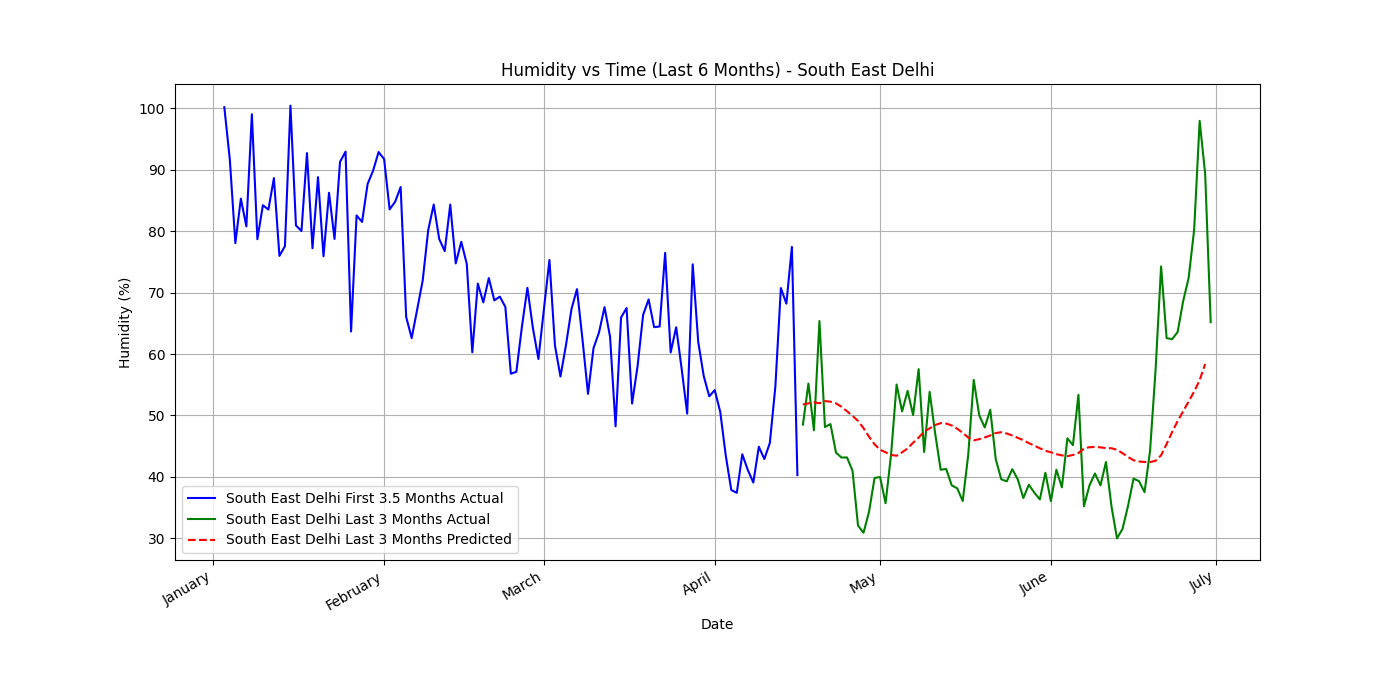 Humidity vs Time (Last 6 Months) - South East Delhi
Humidity (%)
100
90
80
70
60
50
40
30
South East Delhi First 3.5 Months Actual
South East Delhi Last 3 Months Actual
South East Delhi Last 3 Months Predicted
January
February
March
April
May
June
July
Date